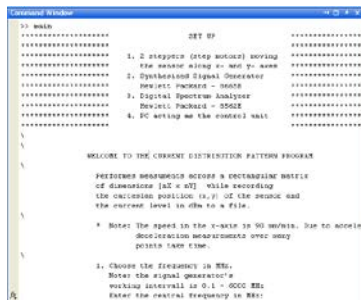 Command Window
>> main
******************** SET UP ********************
1. 2 steppers (step motors) moving
the sensor along x- and y- axes
2. Synthesized Signal Generator
Hewlett Packard -
3. Digital Spectrum Analyzer
Hewlett Packard - 8562E
4. PC acting as the control unit
WELCOME TO THE CURRENT DISTRIBUTION PATTERN PROGRAM
Performes measuments across a rectangular matrix
of dimensions [nX x nY] while recording
the cartesian position (x,y) of the sensor and
the current level in dBm to a file.
* Note: The speed in the x-axis is 90 mm/min. Due to accele
deceleration measurements over many
points take time.
1. Choose the frequency in MHz.
Note: the signal generator's
working interval is 0.1 - 6000 MHz
Enter the central frequency in MHz: